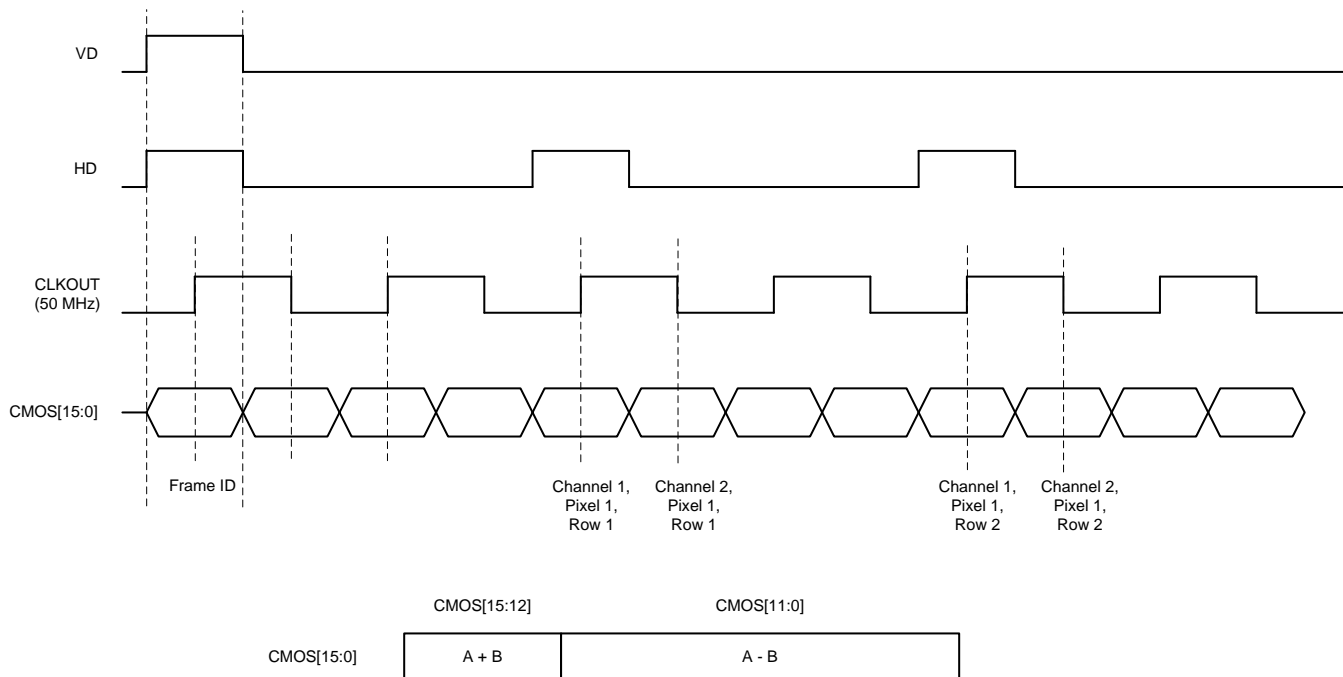 VD
HD
CLKOUT
(50 MHz)
CMOS[15:0]
Frame ID
Channel 1,
Pixel 1,
Row 1
Channel 2,
Pixel 1,
Row 1
Channel 1,
Pixel 1,
Row 2
Channel 2,
Pixel 1,
Row 2
CMOS[15:12]
CMOS[11:0]
CMOS[15:0]
A + B
A - B